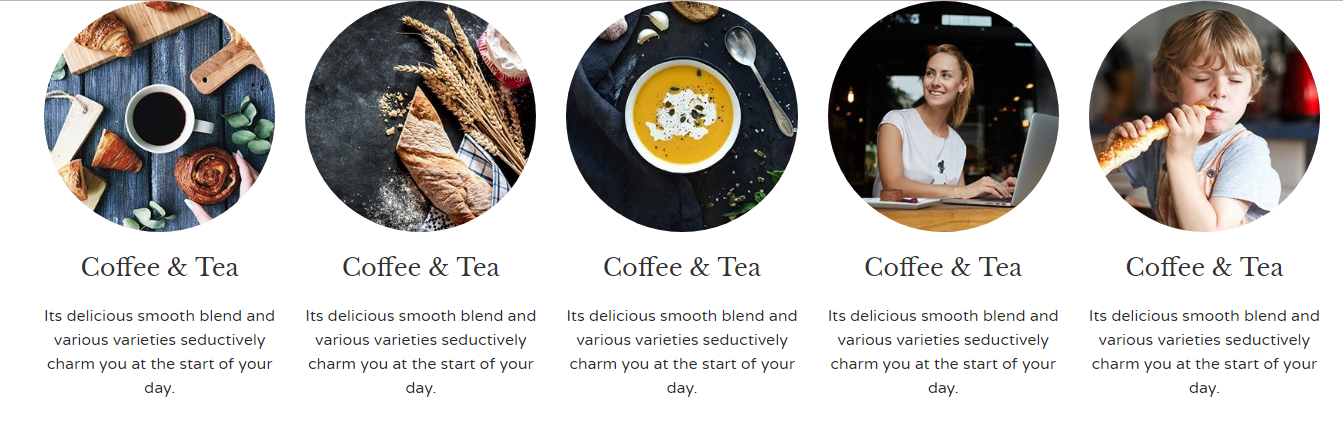 Coffee & Tea
Its delicious smooth blend and
various varieties seductively
charm you at the start of your
day.
Coffee & Tea
Its delicious smooth blend and
various varieties seductively
charm you at the start of your
day.
Coffee & Tea
Its delicious smooth blend and
various varieties seductively
charm you at the start of your
day.
Coffee & Tea
Its delicious smooth blend and
various varieties seductively
charm you at the start of your
day.
Coffee & Tea
Its delicious smooth blend and
various varieties seductively
charm you at the start of your
day.